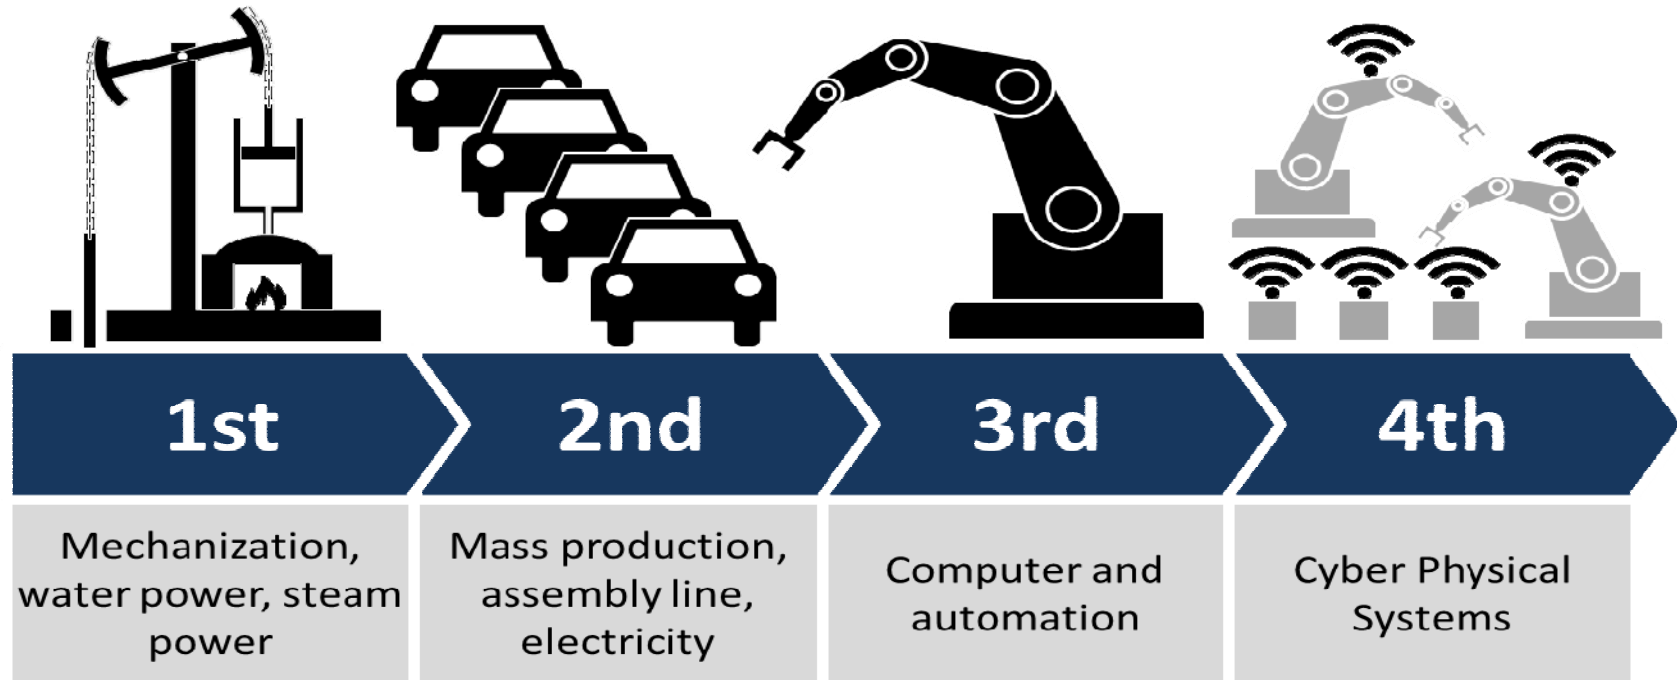 1st
2nd
3rd
4th
Mechanization,
water power, steam
power
Mass production,
assembly line,
electricity
Computer and
automation
Cyber Physical
Systems